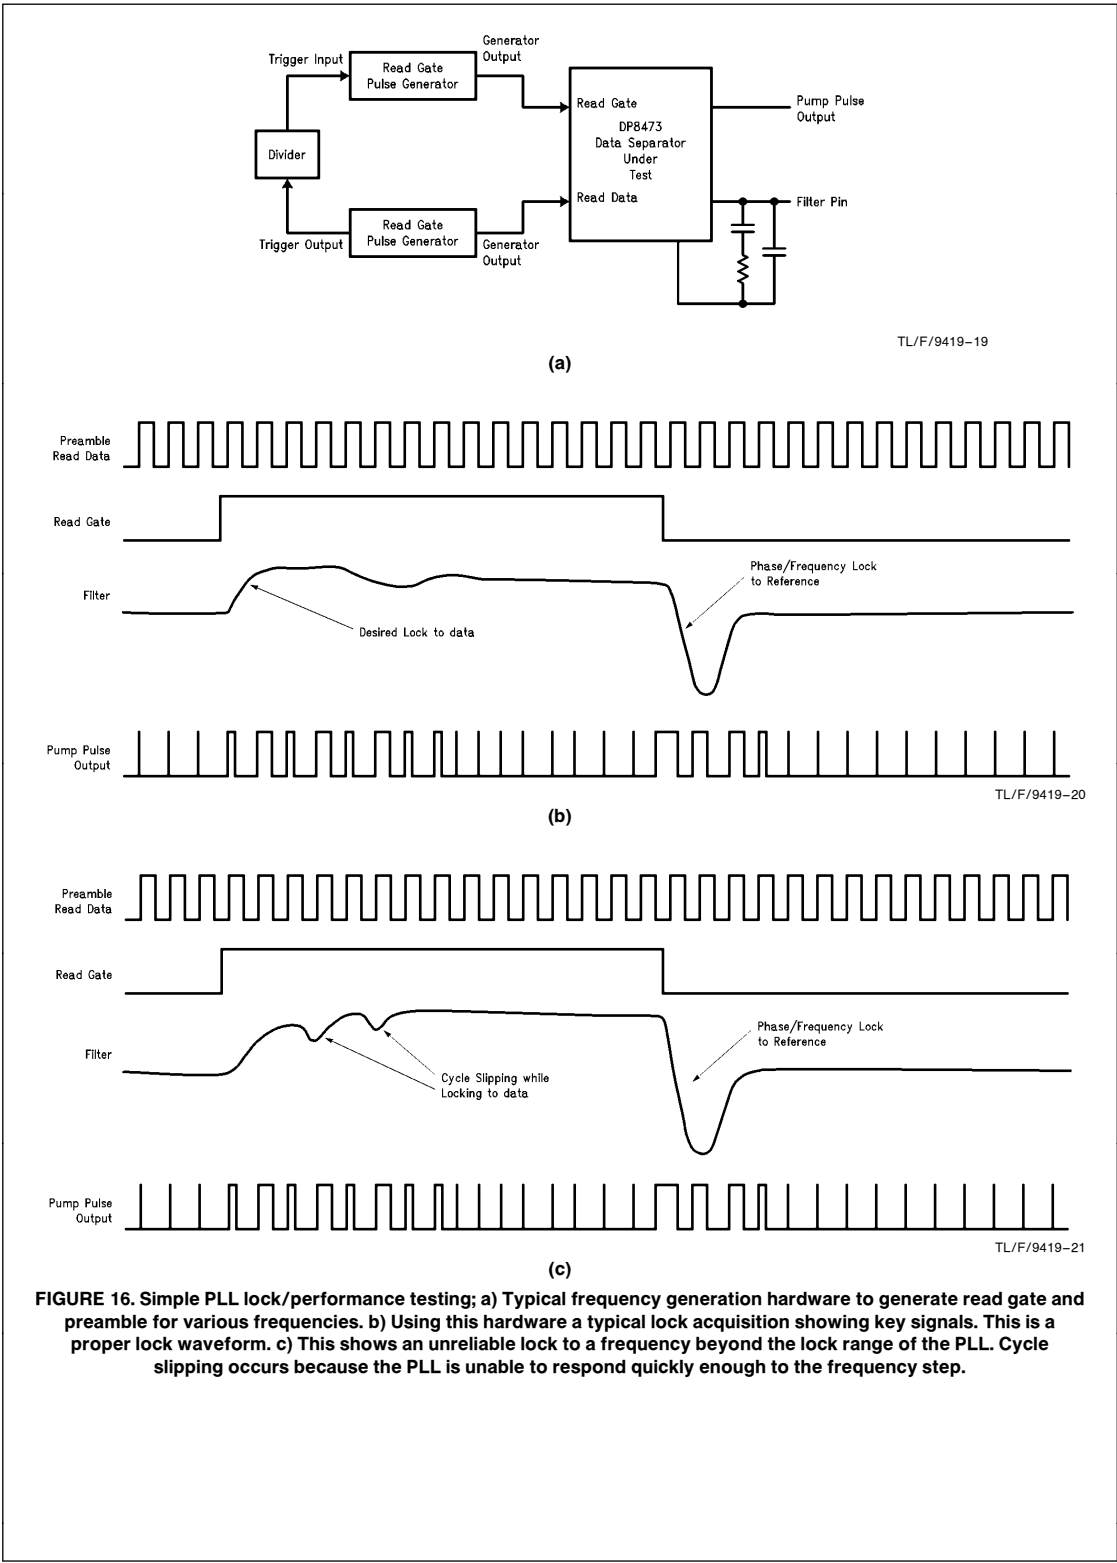 Trigger Input
Read Gate
Pulse Generator
Generator
Output
Divider
Read Gate
DP8473
Data Separator
Under
Test
Read Data
Pump Pulse
Output
Filter Pin
Trigger Output
Read Gate
Pulse Generator
Generator
Output
TL/F/9419–19
(a)
Preamble
Read Data
Read Gate
Filter
Desired Lock to data
Phase/Frequency Lock
to Reference
Pump Pulse
Output
TL/F/9419–20
(b)
Preamble
Read Data
Read Gate
Filter
Cycle Slipping while
Locking to data
Phase/Frequency Lock
to Reference
Pump Pulse
Output
TL/F/9419–21
(c)
FIGURE 16. Simple PLL lock/performance testing; a) Typical frequency generation hardware to generate read gate and
preamble for various frequencies. b) Using this hardware a typical lock acquisition showing key signals. This is a
proper lock waveform. c) This shows an unreliable lock to a frequency beyond the lock range of the PLL. Cycle
slipping occurs because the PLL is unable to respond quickly enough to the frequency step.